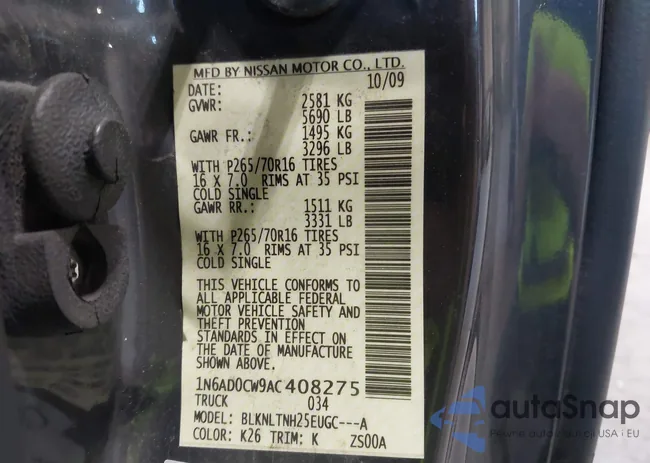 MFD BY NISSAN MOTOR CO., LTD.
DATE: 10/09
GVWR: 2581 KG
5690 LB
GAWR FR.: 1495 KG
3296 LB
WITH P265/70R16 TIRES
16 X 7.0 RIMS AT 35 PSI
COLD SINGLE
GAWR RR.: 1511 KG
3331 LB
WITH P265/70R16 TIRES
16 X 7.0 RIMS AT 35 PSI
COLD SINGLE
THIS VEHICLE CONFORMS TO
ALL APPLICABLE FEDERAL
MOTOR VEHICLE SAFETY AND
THEFT PREVENTION
STANDARDS IN EFFECT ON
THE DATE OF MANUFACTURE
SHOWN ABOVE.
1N6AD0CW9AC408275
TRUCK 034
MODEL: BLKNLTNH25EUGC---A
COLOR: K26 TRIM: K ZS00A
autoSnap
Pełne autoinspekcji USA i EU